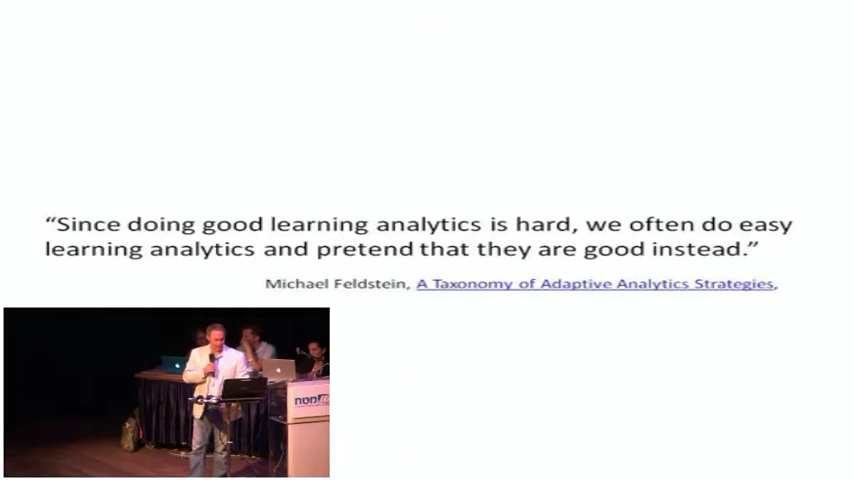 “Since doing good learning analytics is hard, we often do easy
learning analytics and pretend that they are good instead.”
Michael Feldstein, A Taxonomy of Adaptive Analytics Strategies,
מטח